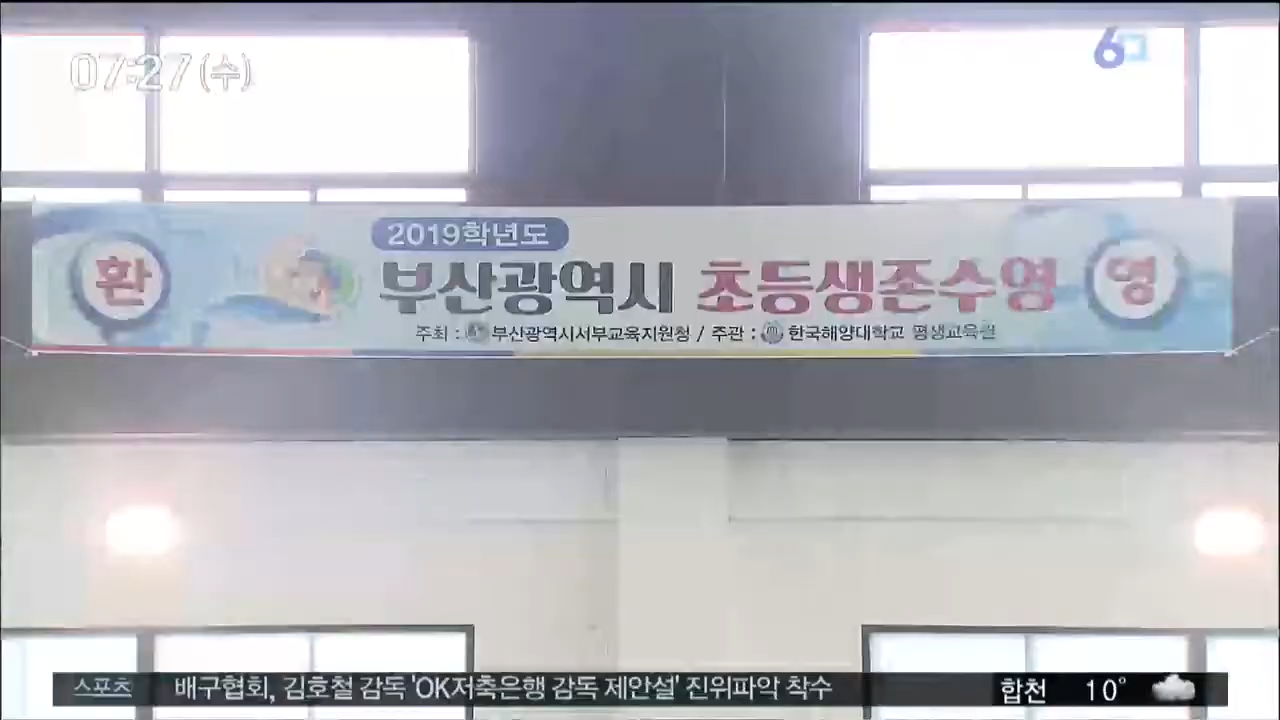 07:27(수)
환
2019학년도
부산광역시 초등생존수영
영
주최 : 부산광역시서부교육지원청 / 주관 : 한국해양대학교 평생교육관
스포츠 배구협회, 김호철 감독 'OK저축은행 감독 제안설' 진위파악 착수
합천 10°